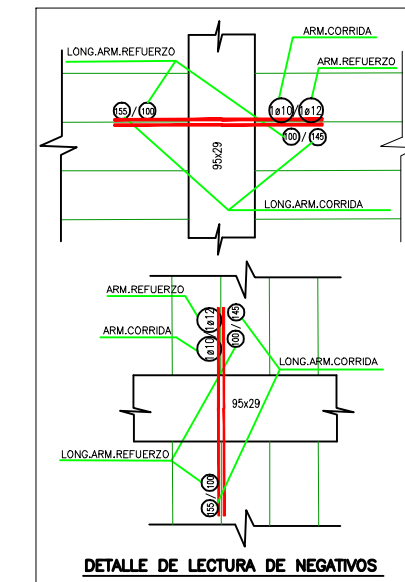 ARM.CORRIDA
LONG.ARM.REFUERZO
ARM.REFUERZO
155/100
1ø10/1ø12
100/145
95x29
LONG.ARM.CORRIDA
ARM.REFUERZO
1ø10/1ø12
100/145
ARM.CORRIDA
LONG.ARM.CORRIDA
95x29
LONG.ARM.REFUERZO
155/100
DETALLE DE LECTURA DE NEGATIVOS